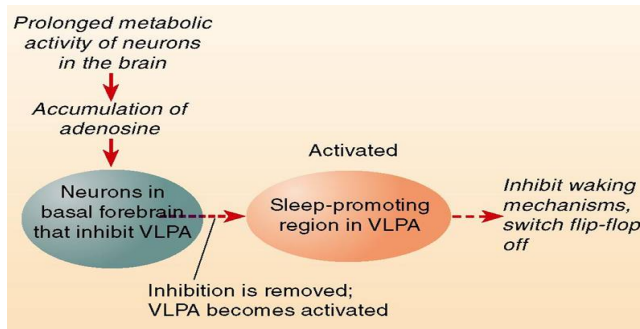 Prolonged metabolic
activity of neurons
in the brain
Accumulation of
adenosine
Neurons in
basal forebrain
that inhibit VLPA
Activated
Sleep-promoting
region in VLPA
Inhibit waking
mechanisms,
switch flip-flop
off
Inhibition is removed;
VLPA becomes activated